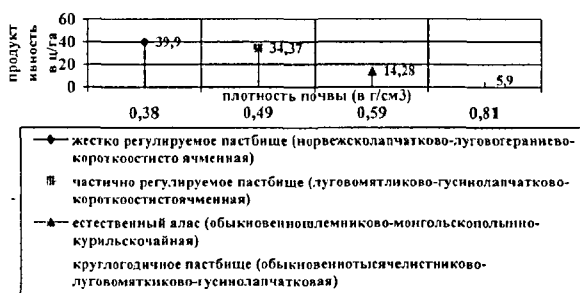 продукт
ивность
в ц/га
60
40
20
0
39,9
34,37
14,28
5,9
плотность почвы (в г/см3)
0,38 0,49 0,59 0,81
жестко регулируемое пастбище (норвежсколапчатково-луговогераниево-
короткоостисто ячменная)
частично регулируемое пастбище (луговомятликово-гусинолапчатково-
короткоостистоячменная)
естественный алас (обыкновенношлемниково-монгольскополынно-
курильскочайная)
круглогодичное пастбище (обыкновеннотысячелистниково-
луговомяткиково-гусинолапчатковая)